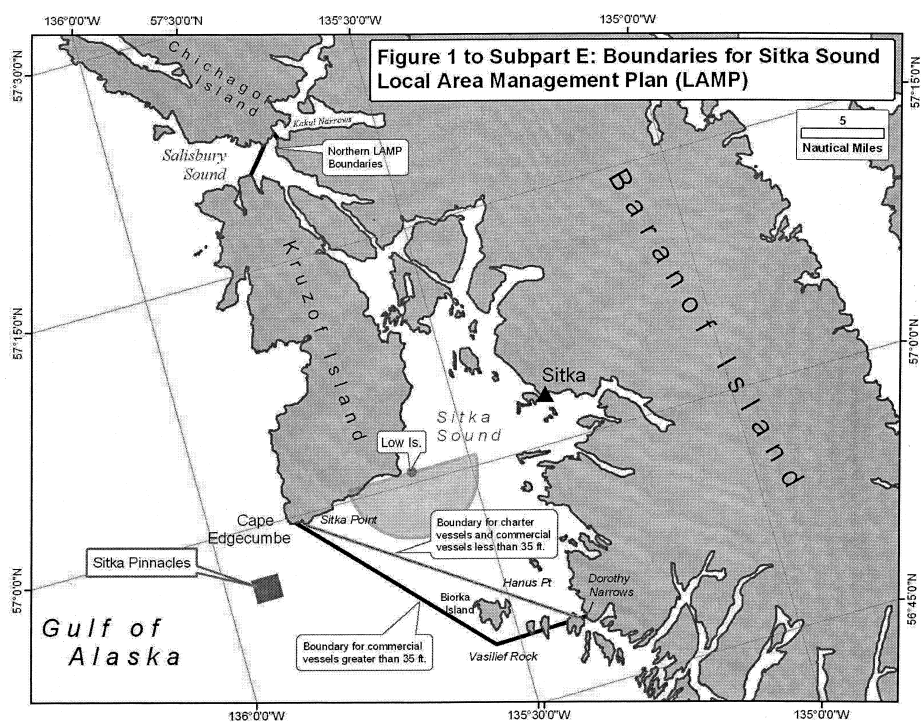 136°0'0"W
135°30'0"W
135°30'0"W
135°0'0"W
Figure 1 to Subpart E: Boundaries for Sitka Sound
Local Area Management Plan (LAMP)
57°30'0"N
57°15'0"N
Chichagof
Island
5
Nautical Miles
Kakul Narrows
Northern LAMP
Boundaries
Salisbury
Sound
Baranof Island
Kruzof Island
57°15'0"N
57°0'0"N
Sitka
Sitka
Sound
Low Is.
Cape
Edgecumbe
Sitka Point
Boundary for charter
vessels and commercial
vessels less than 35 ft.
Sitka Pinnacles
Hanus Pt
Dorothy
Narrows
Biorka
Island
57°0'0"N
56°45'0"N
Gulf of
Alaska
Boundary for commercial
vessels greater than 35 ft.
Vasilief Rock
136°0'0"W
135°30'0"W
135°0'0"W